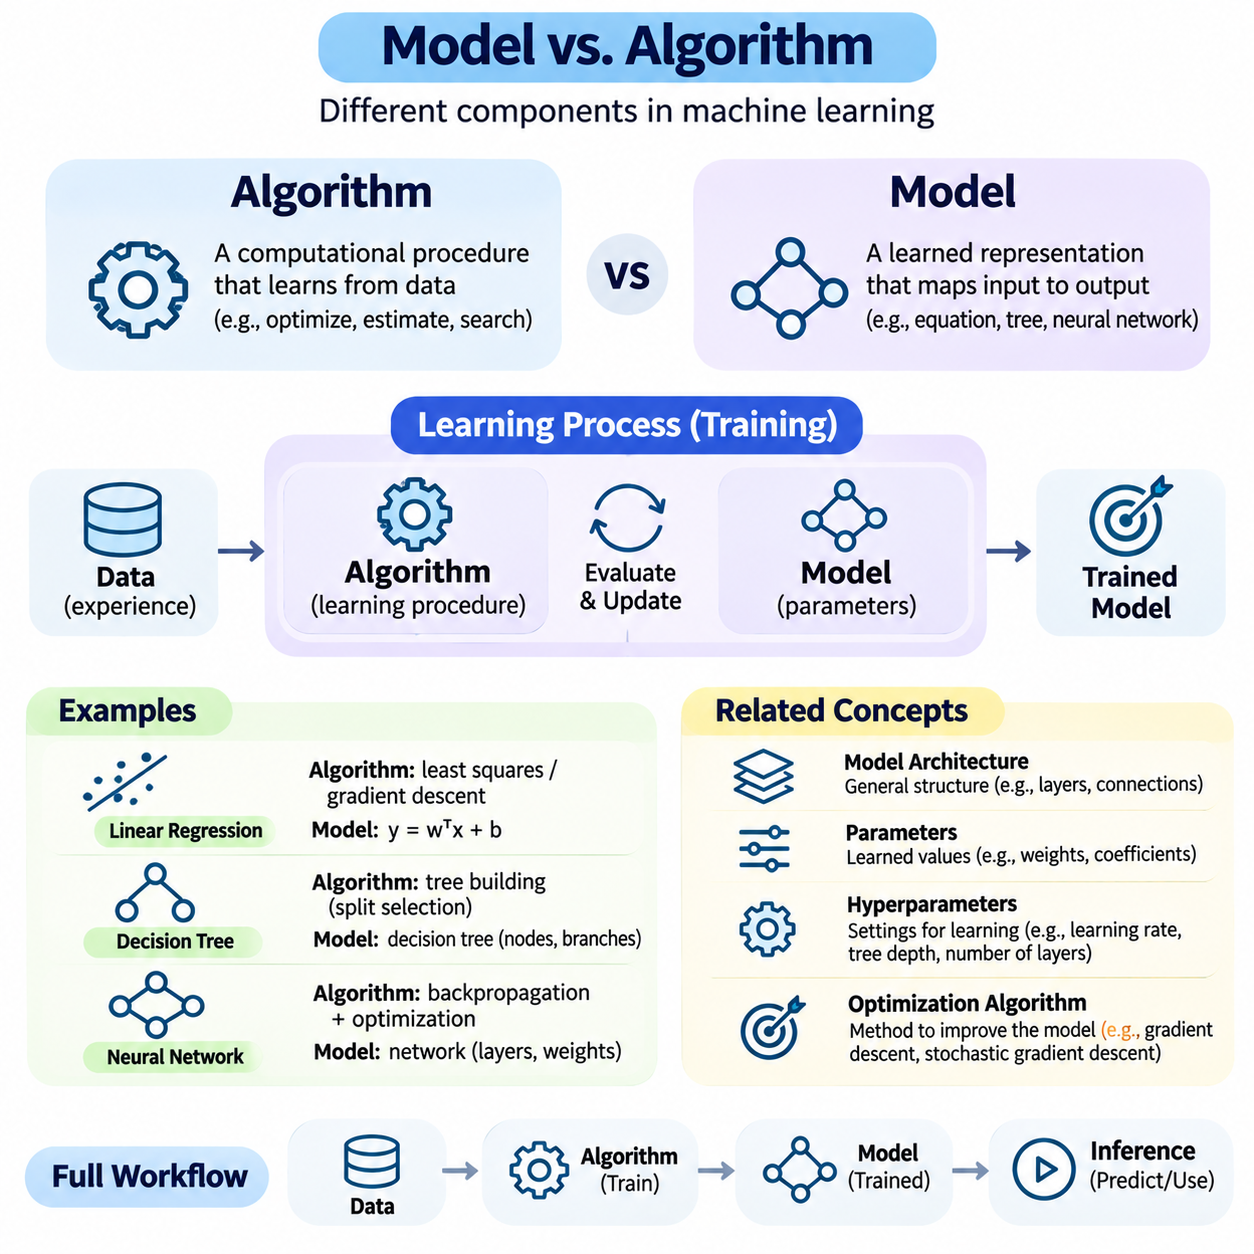 Model vs. Algorithm
Different components in machine learning
Algorithm
A computational procedure
that learns from data
(e.g., optimize, estimate, search)
VS
Model
A learned representation
that maps input to output
(e.g., equation, tree, neural network)
Learning Process (Training)
Data
(experience)
Algorithm
(learning procedure)
Evaluate
& Update
Model
(parameters)
Trained
Model
Examples
Linear Regression
Algorithm: least squares /
gradient descent
Model: y = wᵀx + b
Decision Tree
Algorithm: tree building
(split selection)
Model: decision tree (nodes, branches)
Neural Network
Algorithm: backpropagation
+ optimization
Model: network (layers, weights)
Related Concepts
Model Architecture
General structure (e.g., layers, connections)
Parameters
Learned values (e.g., weights, coefficients)
Hyperparameters
Settings for learning (e.g., learning rate,
tree depth, number of layers)
Optimization Algorithm
Method to improve the model (e.g., gradient
descent, stochastic gradient descent)
Full Workflow
Data
Algorithm
(Train)
Model
(Trained)
Inference
(Predict/Use)